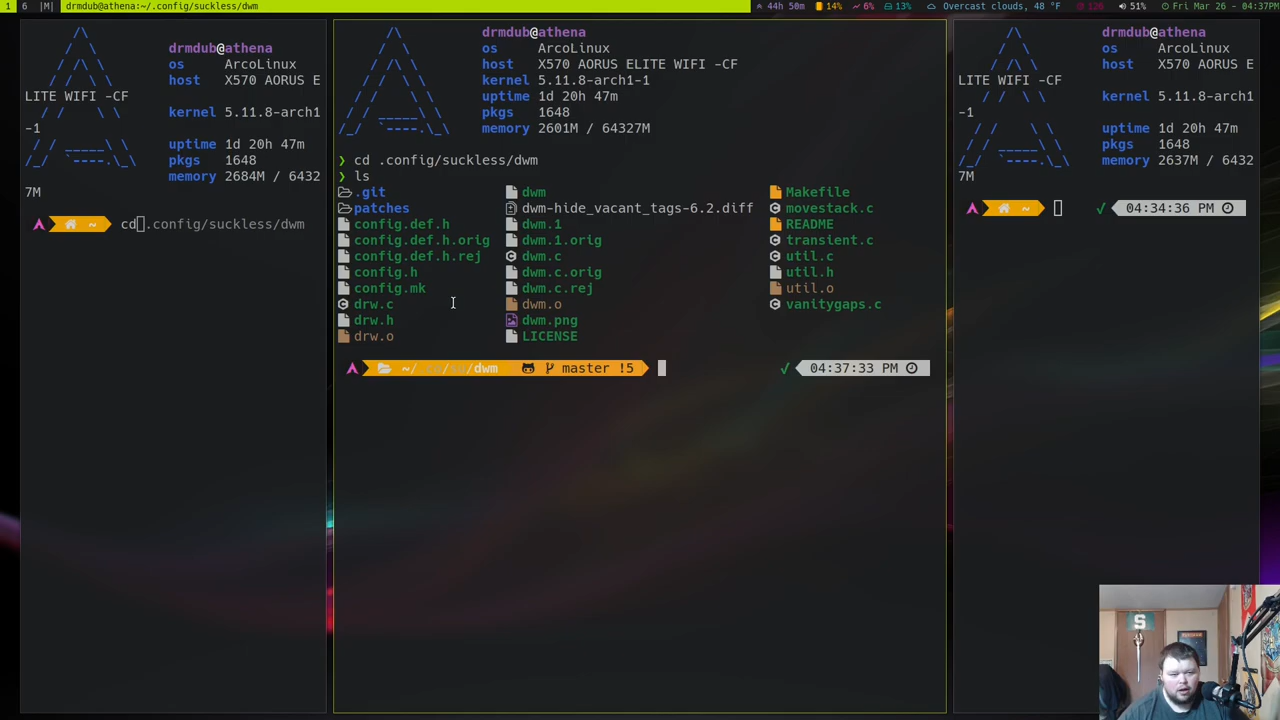 1 6 |M| drmdub@athena:~/.config/suckless/dwm 44h 50m 14% 6% 13% Overcast clouds, 48 °F 126 51% Fri Mar 26 - 04:37PM
drmdub@athena
os ArcoLinux
host X570 AORUS E
LITE WIFI -CF
kernel 5.11.8-arch1
-1
uptime 1d 20h 47m
pkgs 1648
memory 2684M / 6432
7M
~ cd .config/suckless/dwm
drmdub@athena
os ArcoLinux
host X570 AORUS ELITE WIFI -CF
kernel 5.11.8-arch1-1
uptime 1d 20h 47m
pkgs 1648
memory 2601M / 64327M
❯ cd .config/suckless/dwm
❯ ls
.git dwm Makefile
patches dwm-hide_vacant_tags-6.2.diff movestack.c
config.def.h dwm.1 README
config.def.h.orig dwm.1.orig transient.c
config.def.h.rej dwm.c util.c
config.h dwm.c.orig util.h
config.mk dwm.c.rej util.o
drw.c dwm.o vanitygaps.c
drw.h dwm.png
drw.o LICENSE
~/.co/su/dwm master !5 ✓ 04:37:33 PM
drmdub@athena
os ArcoLinux
host X570 AORUS E
LITE WIFI -CF
kernel 5.11.8-arch1
-1
uptime 1d 20h 47m
pkgs 1648
memory 2637M / 6432
7M
~ ✓ 04:34:36 PM
S